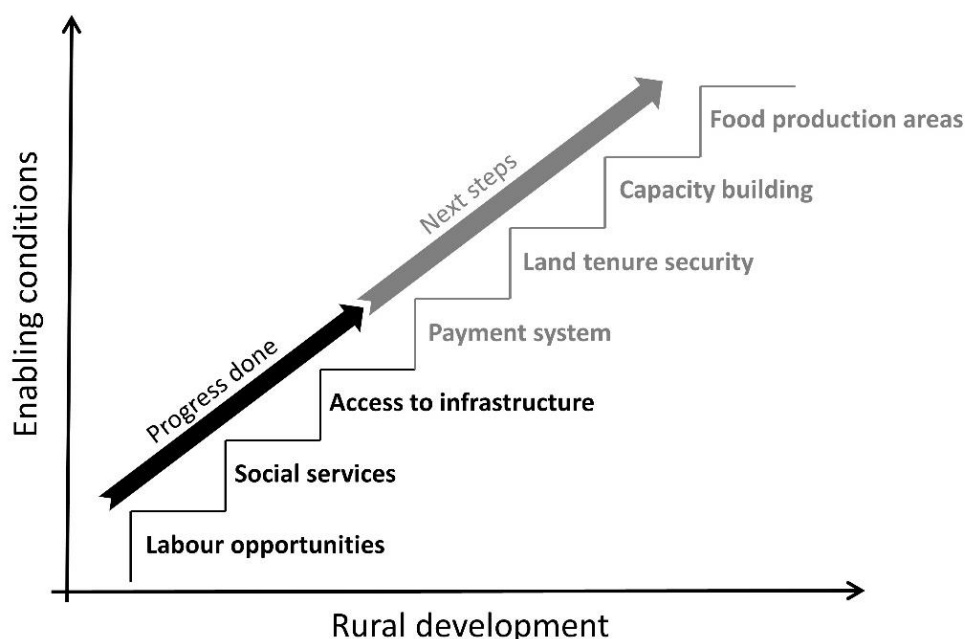 Enabling conditions
Progress done
Next steps
Food production areas
Capacity building
Land tenure security
Payment system
Access to infrastructure
Social services
Labour opportunities
Rural development